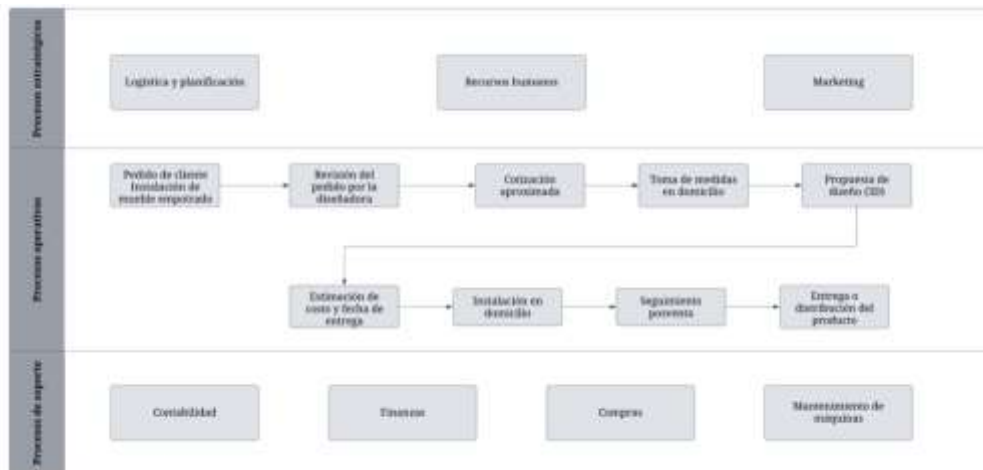 Procesos estratégicos
Logística y planificación
Recursos humanos
Marketing
Procesos operativos
Pedido de cliente
Instalación de
mueble empotrado
Revisión del
pedido por la
diseñadora
Cotización
aproximada
Toma de medidas
en domicilio
Propuesta de
diseño (3D)
Estimación de
costo y fecha de
entrega
Instalación en
domicilio
Seguimiento
posventa
Entrega o
distribución del
producto
Procesos de soporte
Contabilidad
Finanzas
Compras
Mantenimiento de
máquinas